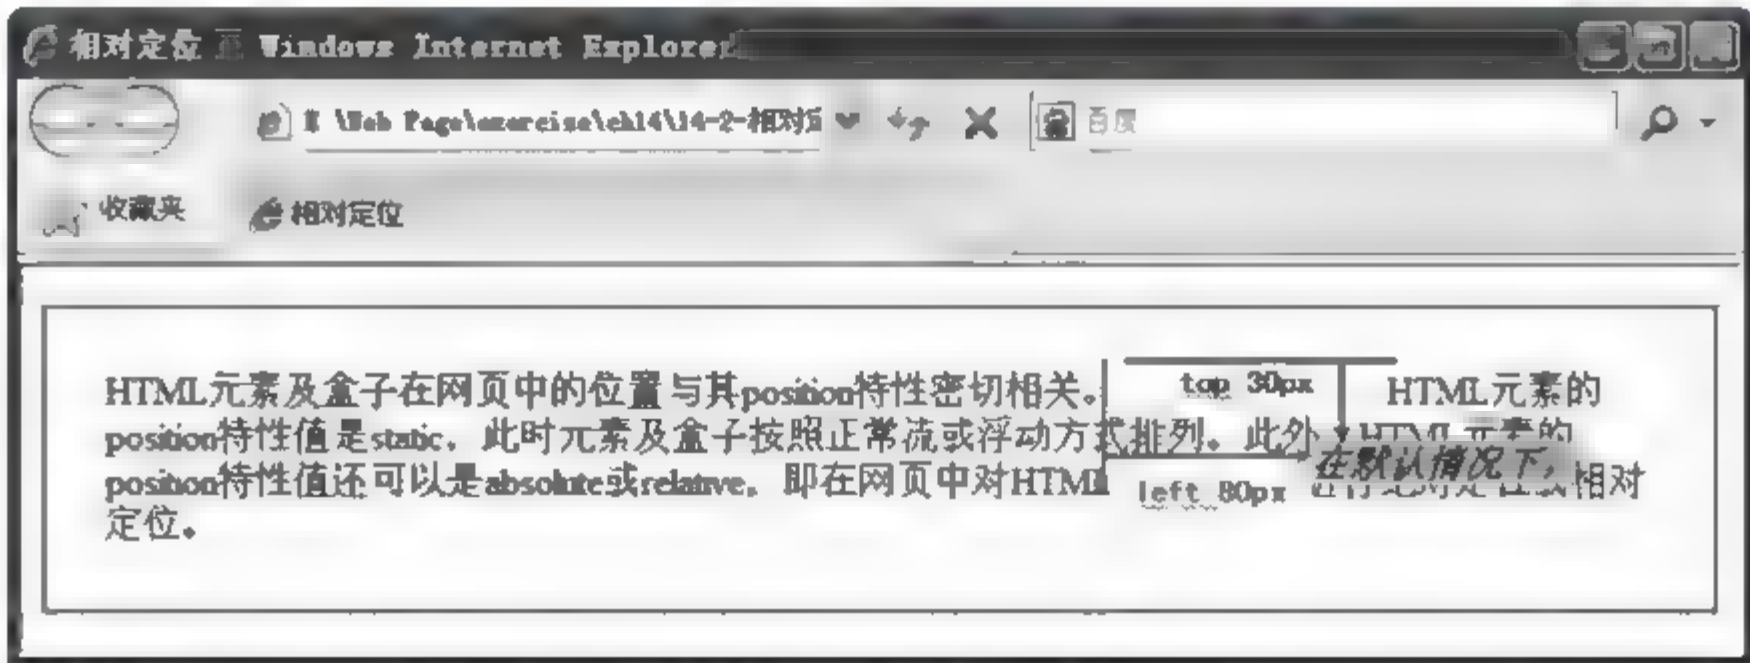 相对定位 Windows Internet Explorer
\Web Page\exercise\ch14\14-2-相对定
百度
收藏夹
相对定位
HTML元素及盒子在网页中的位置与其position特性密切相关。 top 30px HTML元素的
position特性值是static，此时元素及盒子按照正常流或浮动方式排列。此外，HTML元素的
在默认情况下，
position特性值还可以是absolute或relative，即在网页中对HTML left 80px 相对
定位。